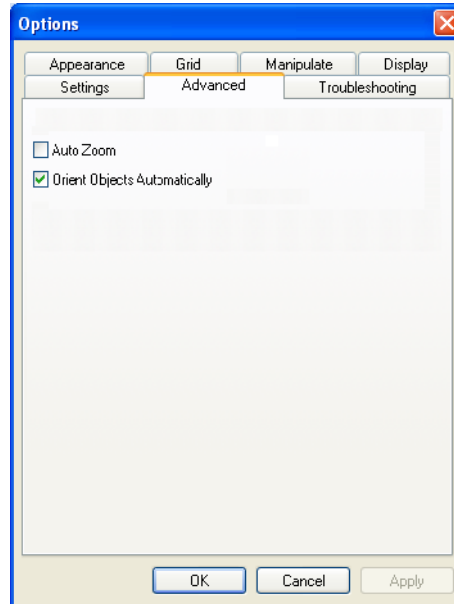 Options
Appearance Grid Manipulate Display
Settings Advanced Troubleshooting
Auto Zoom
Orient Objects Automatically
OK Cancel Apply